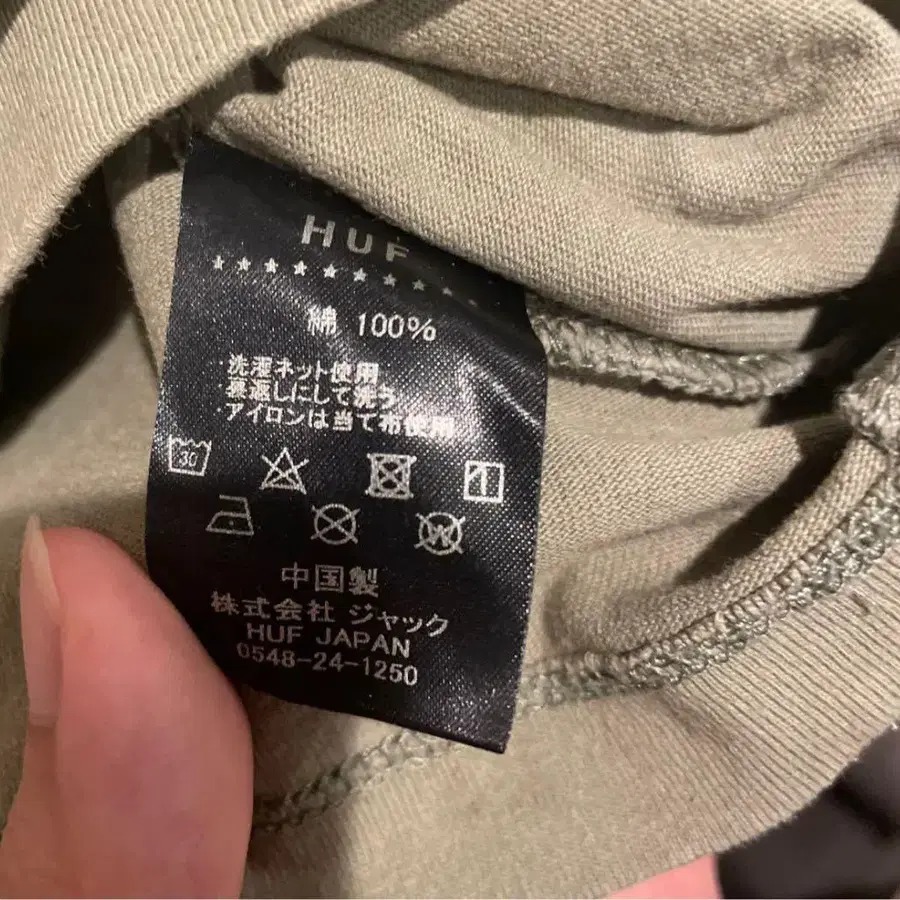 HUF
綿 100%
・洗濯ネット使用
・裏返しにして洗う
・アイロンは当て布使用
30
W
中国製
株式会社 ジャック
HUF JAPAN
0548-24-1250